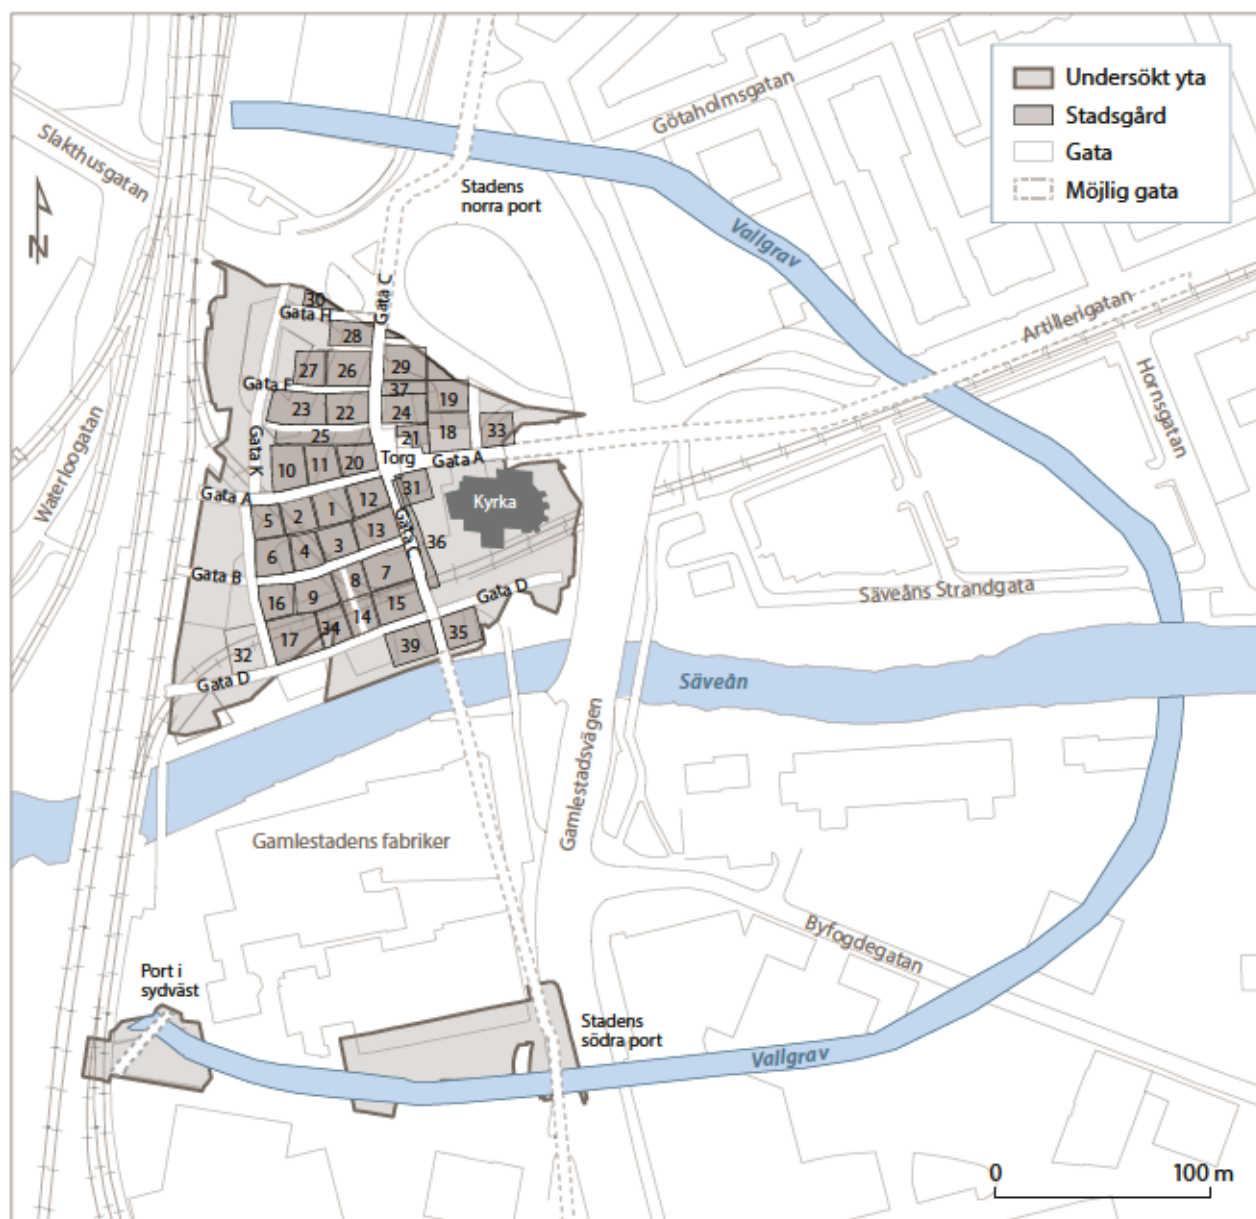 Undersökt yta
Stadsgård
Gata
Möjlig gata
Götaholmsgatan
Slakthusgatan
N
Stadens
norra port
Vallgrav
Artillerigatan
Hornsgatan
Waterloogatan
30
Gata H
Gata C
28
27
26
29
Gata F
37
19
23
22
24
18
33
25
21
Gata K
10
11
20
Torg
Gata A
Gata A
31
Kyrka
5
2
1
12
13
Gata C
36
6
4
3
Gata B
8
7
Gata D
16
9
15
14
17
34
35
39
32
Gata D
Säveåns Strandgata
Säveån
Gamlestadsvägen
Gamlestadens fabriker
Byfogdegatan
Port i
sydväst
Stadens
södra port
Vallgrav
0
100 m